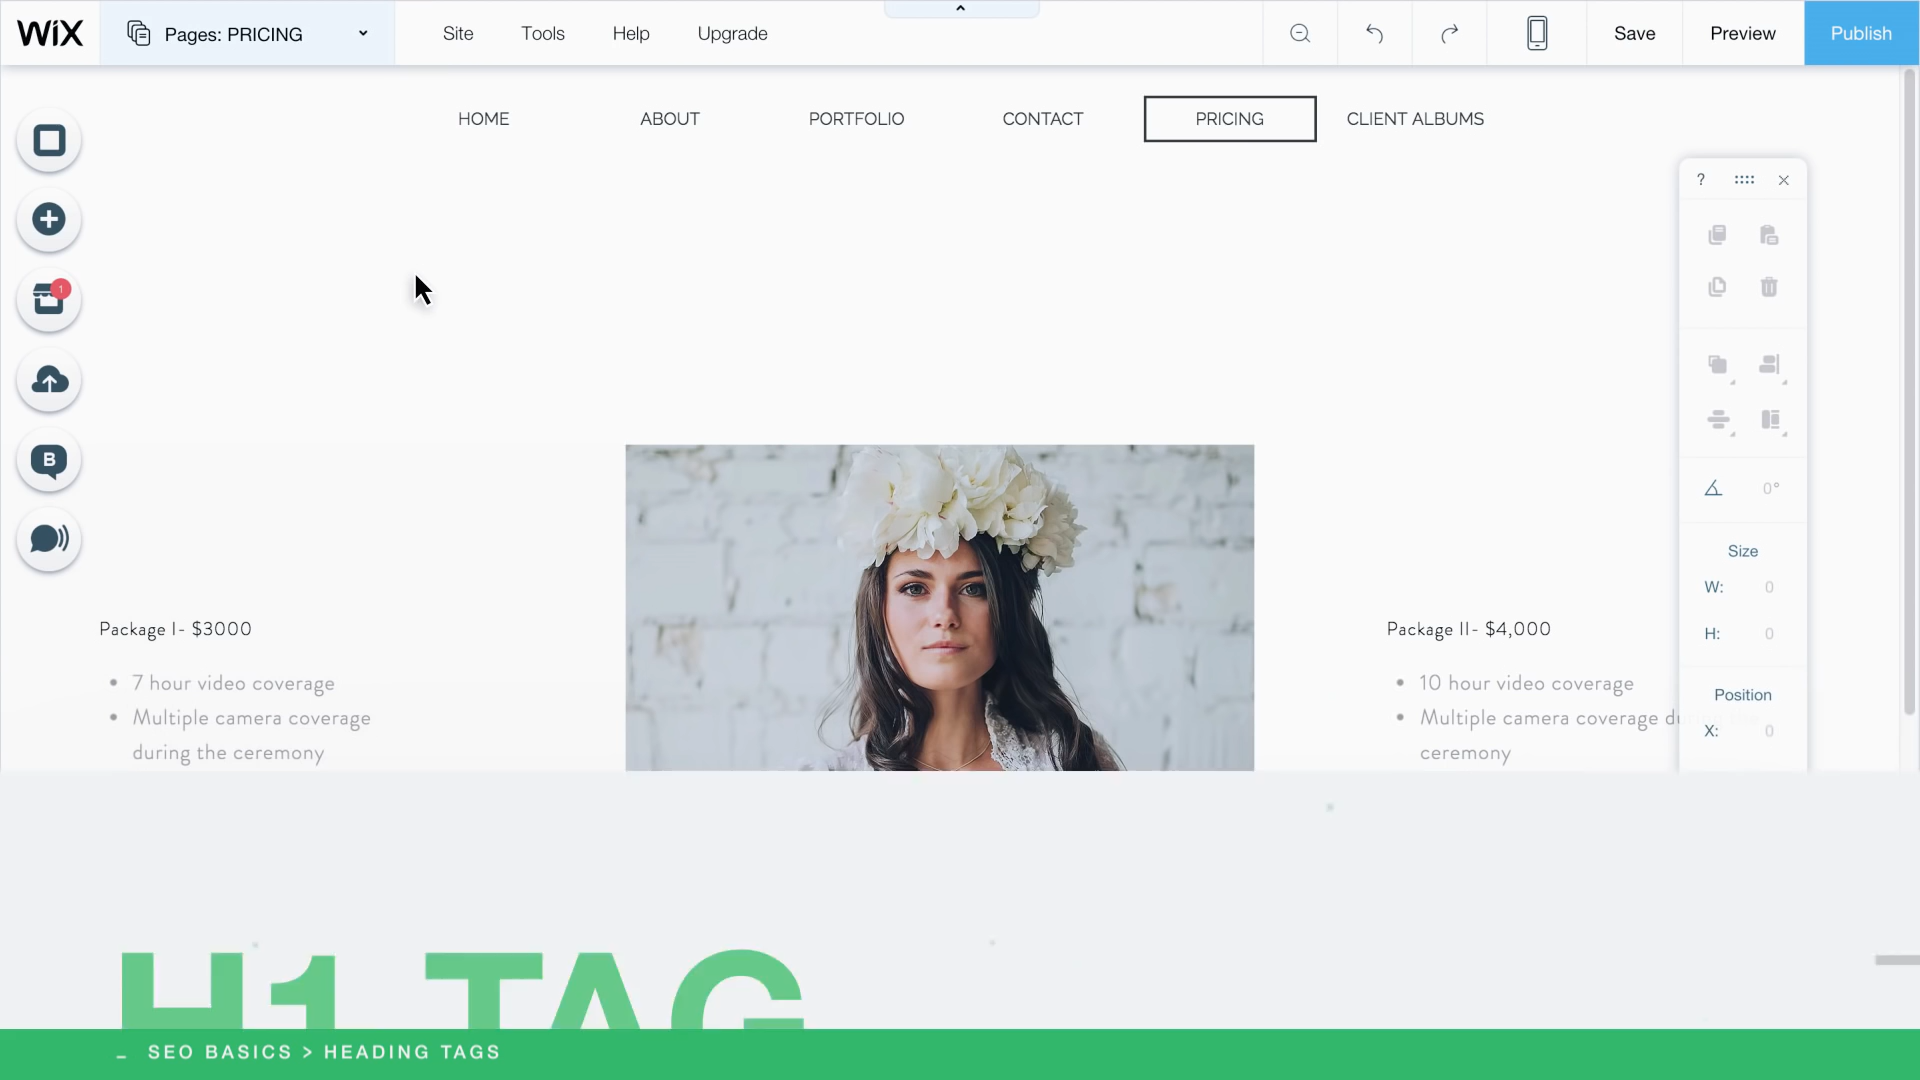 WiX
Pages: PRICING
Site
Tools
Help
Upgrade
Save
Preview
Publish
HOME
ABOUT
PORTFOLIO
CONTACT
PRICING
CLIENT ALBUMS
?
1
B
0°
Size
W: 0
H: 0
Position
X: 0
Package I- $3000
• 7 hour video coverage
• Multiple camera coverage
during the ceremony
Package II- $4,000
• 10 hour video coverage
• Multiple camera coverage
ceremony
H1 TAG
_ SEO BASICS > HEADING TAGS